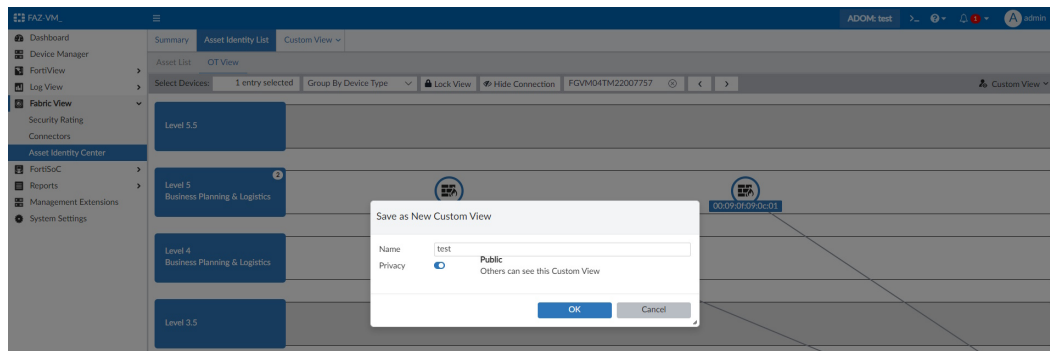 FAZ-VM_
ADOM: test
1
A
admin
Dashboard
Device Manager
FortiView
Log View
Fabric View
Security Rating
Connectors
Asset Identity Center
FortiSoC
Reports
Management Extensions
System Settings
Summary
Asset Identity List
Custom View
Asset List
OT View
Select Devices:
1 entry selected
Group By Device Type
Lock View
Hide Connection
FGVM04TM22007757
Custom View
Level 5.5
2
Level 5
Business Planning & Logistics
00:09:0f:09:0c:01
Level 4
Business Planning & Logistics
Level 3.5
Save as New Custom View
Name
test
Privacy
Public
Others can see this Custom View
OK
Cancel